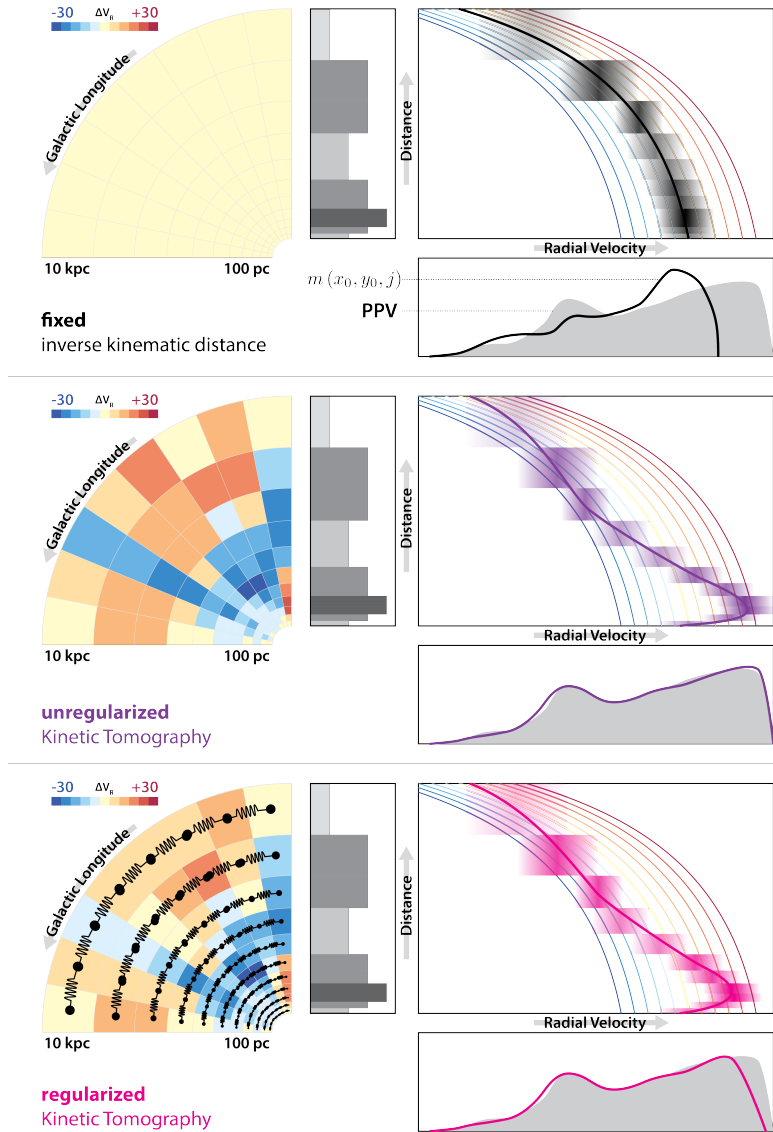 -30 ΔV_R +30
Galactic Longitude
10 kpc 100 pc
fixed
inverse kinematic distance
Distance
Radial Velocity
m (x₀, y₀, j)
PPV
-30 ΔV_R +30
Galactic Longitude
10 kpc 100 pc
unregularized
Kinetic Tomography
Distance
Radial Velocity
-30 ΔV_R +30
Galactic Longitude
10 kpc 100 pc
regularized
Kinetic Tomography
Distance
Radial Velocity